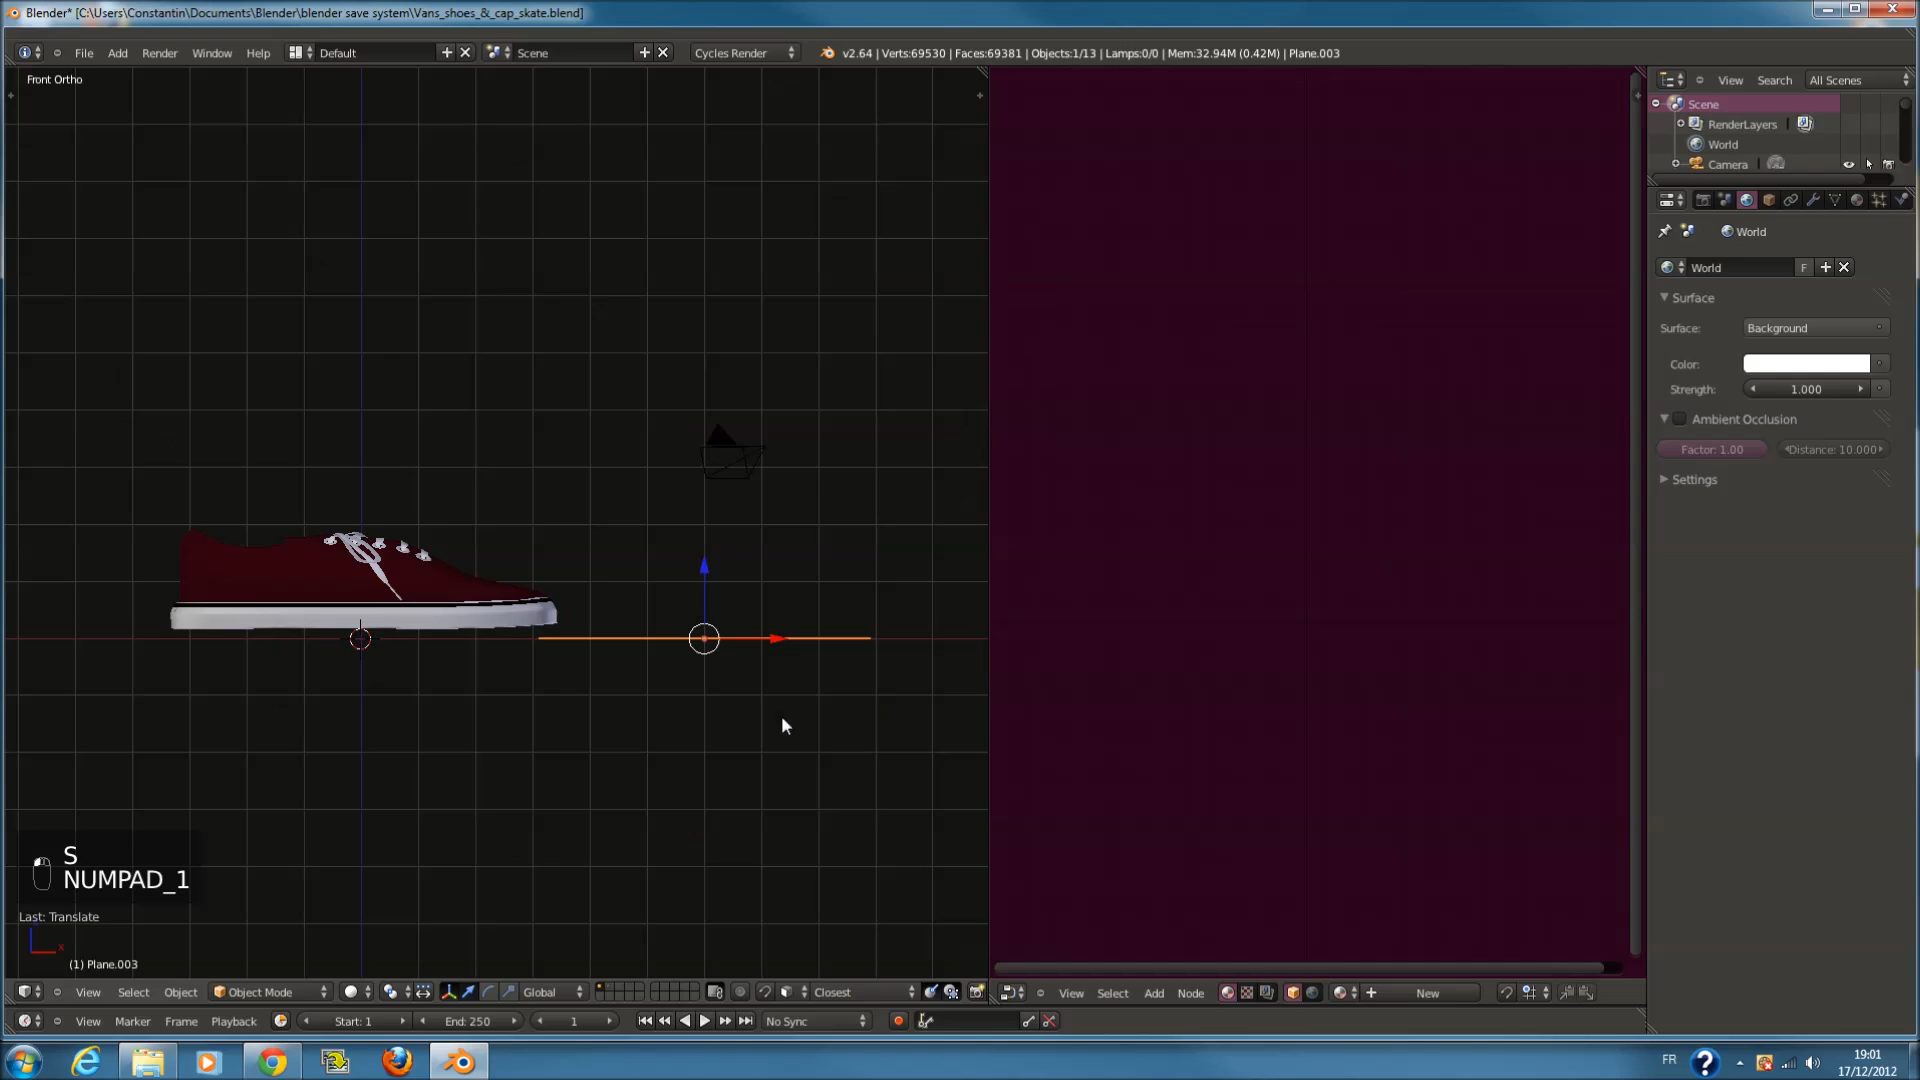 Blender* [C:\Users\Constantin\Documents\Blender\blender save system\Vans_shoes_&_cap_skate.blend]
File Add Render Window Help Default Scene Cycles Render v2.64 | Verts:69530 | Faces:69381 | Objects:1/13 | Lamps:0/0 | Mem:32.94M (0.42M) | Plane.003
Front Ortho
View Search All Scenes
Scene
RenderLayers
World
Camera
World
World F
Surface
Surface: Background
Color:
Strength: 1.000
Ambient Occlusion
Factor: 1.00 Distance: 10.000
Settings
S
NUMPAD_1
Last: Translate
x
(1) Plane.003
View Select Object Object Mode Global Closest
View Select Add Node New
View Marker Frame Playback Start: 1 End: 250 1 No Sync
FR
19:01
17/12/2012